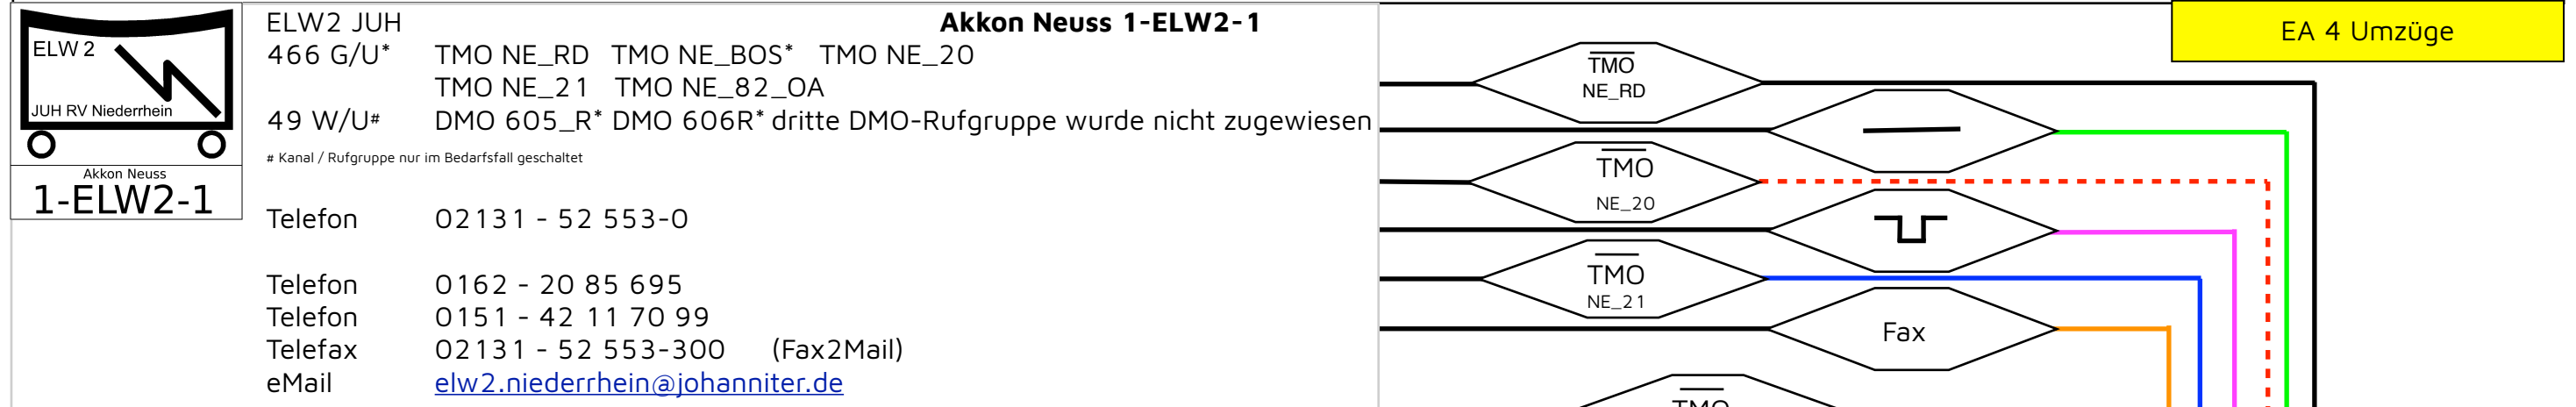 ELW 2
JUH RV Niederrhein
Akkon Neuss
1-ELW2-1
ELW2 JUH Akkon Neuss 1-ELW2-1
466 G/U* TMO NE_RD TMO NE_BOS* TMO NE_20
TMO NE_21 TMO NE_82_OA
49 W/U# DMO 605_R* DMO 606R* dritte DMO-Rufgruppe wurde nicht zugewiesen
# Kanal / Rufgruppe nur im Bedarfsfall geschaltet
Telefon 02131 - 52 553-0
Telefon 0162 - 20 85 695
Telefon 0151 - 42 11 70 99
Telefax 02131 - 52 553-300 (Fax2Mail)
eMail elw2.niederrhein@johanniter.de
EA 4 Umzüge
TMO
NE_RD
TMO
NE_20
TMO
NE_21
Fax
TMO